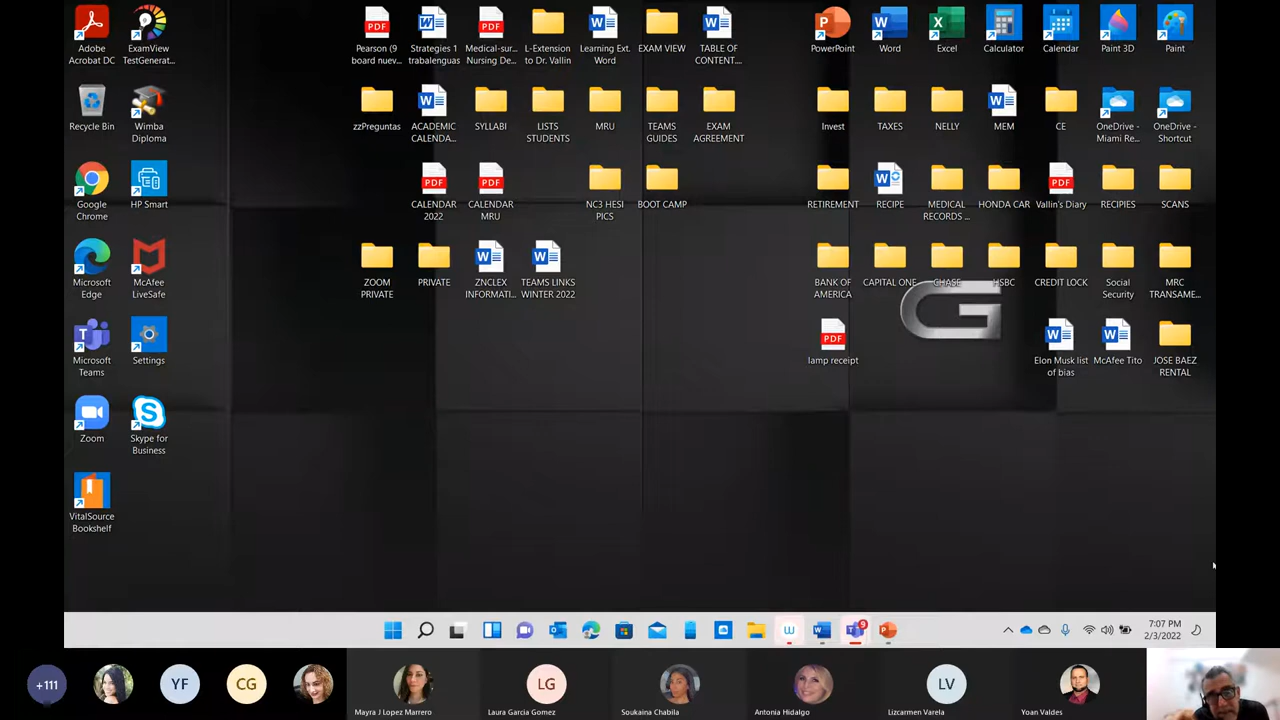 Adobe
Acrobat DC
ExamView
TestGenerat...
PDF
Pearson (9
board nuev...
Strategies 1
trabalenguas
PDF
Medical-sur...
Nursing De...
L-Extension
to Dr. Vallin
Learning Ext.
Word
EXAM VIEW
TABLE OF
CONTENT....
PowerPoint
Word
Excel
Calculator
Calendar
Paint 3D
Paint
Recycle Bin
Wimba
Diploma
zzPreguntas
ACADEMIC
CALENDA...
SYLLABI
LISTS
STUDENTS
MRU
TEAMS
GUIDES
EXAM
AGREEMENT
Invest
TAXES
NELLY
MEM
CE
OneDrive -
Miami Re...
OneDrive -
Shortcut
Google
Chrome
HP Smart
PDF
CALENDAR
2022
PDF
CALENDAR
MRU
NC3 HESI
PICS
BOOT CAMP
RETIREMENT
RECIPE
MEDICAL
RECORDS ...
HONDA CAR
PDF
Vallin's Diary
RECIPIES
SCANS
Microsoft
Edge
McAfee
LiveSafe
ZOOM
PRIVATE
PRIVATE
ZNCLEX
INFORMATI...
TEAMS LINKS
WINTER 2022
BANK OF
AMERICA
CAPITAL ONE
CHASE
HSBC
CREDIT LOCK
Social
Security
MRC
TRANSAME...
Microsoft
Teams
Settings
PDF
lamp receipt
Elon Musk list
of bias
McAfee Tito
JOSE BAEZ
RENTAL
Zoom
Skype for
Business
VitalSource
Bookshelf
9
7:07 PM
2/3/2022
+111
YF
CG
Mayra J Lopez Marrero
LG
Laura Garcia Gomez
Soukaina Chabila
Antonia Hidalgo
LV
Lizcarmen Varela
Yoan Valdes